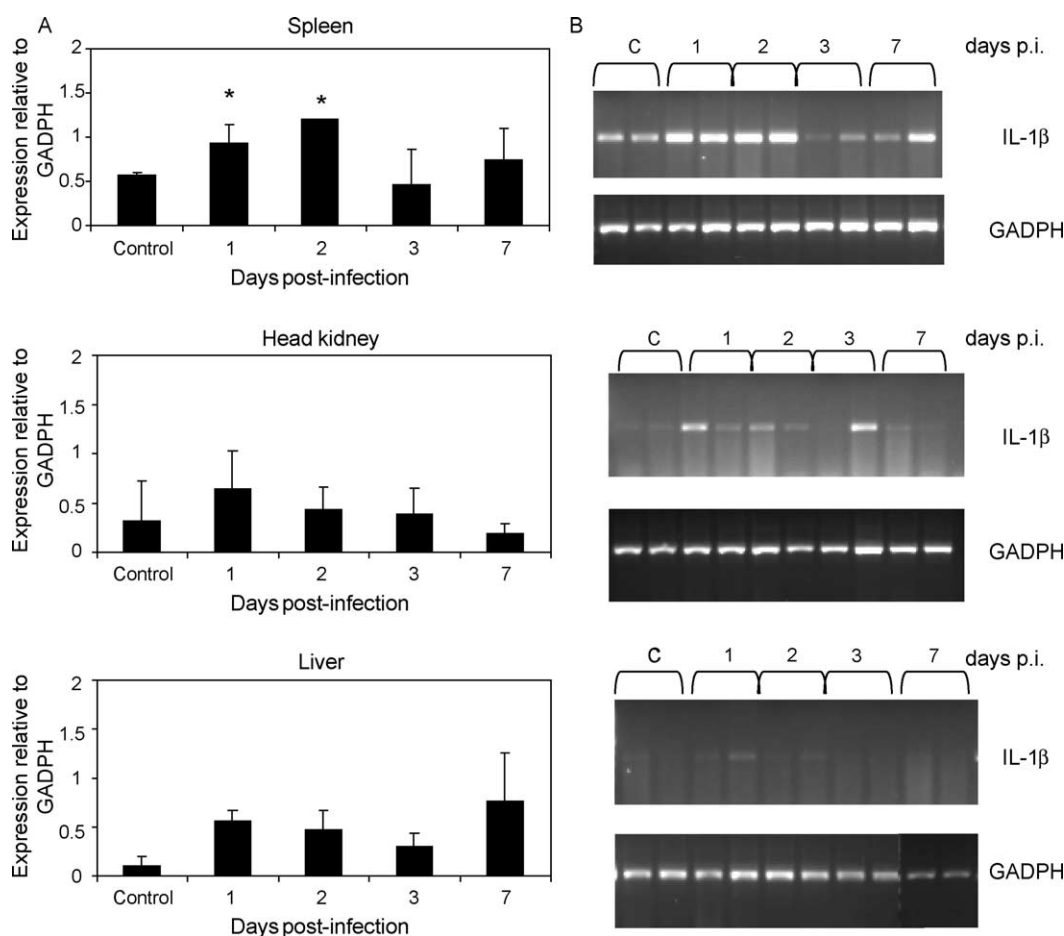 A
Spleen
Expression relative to
GADPH
2
1.5
1
0.5
0
*
*
Control 1 2 3 7
Days post-infection
Head kidney
Expression relative to
GADPH
2
1.5
1
0.5
0
Control 1 2 3 7
Days post-infection
Liver
Expression relative to
GADPH
2
1.5
1
0.5
0
Control 1 2 3 7
Days post-infection
B
C 1 2 3 7 days p.i.
IL-1β
GADPH
C 1 2 3 7 days p.i.
IL-1β
GADPH
C 1 2 3 7 days p.i.
IL-1β
GADPH